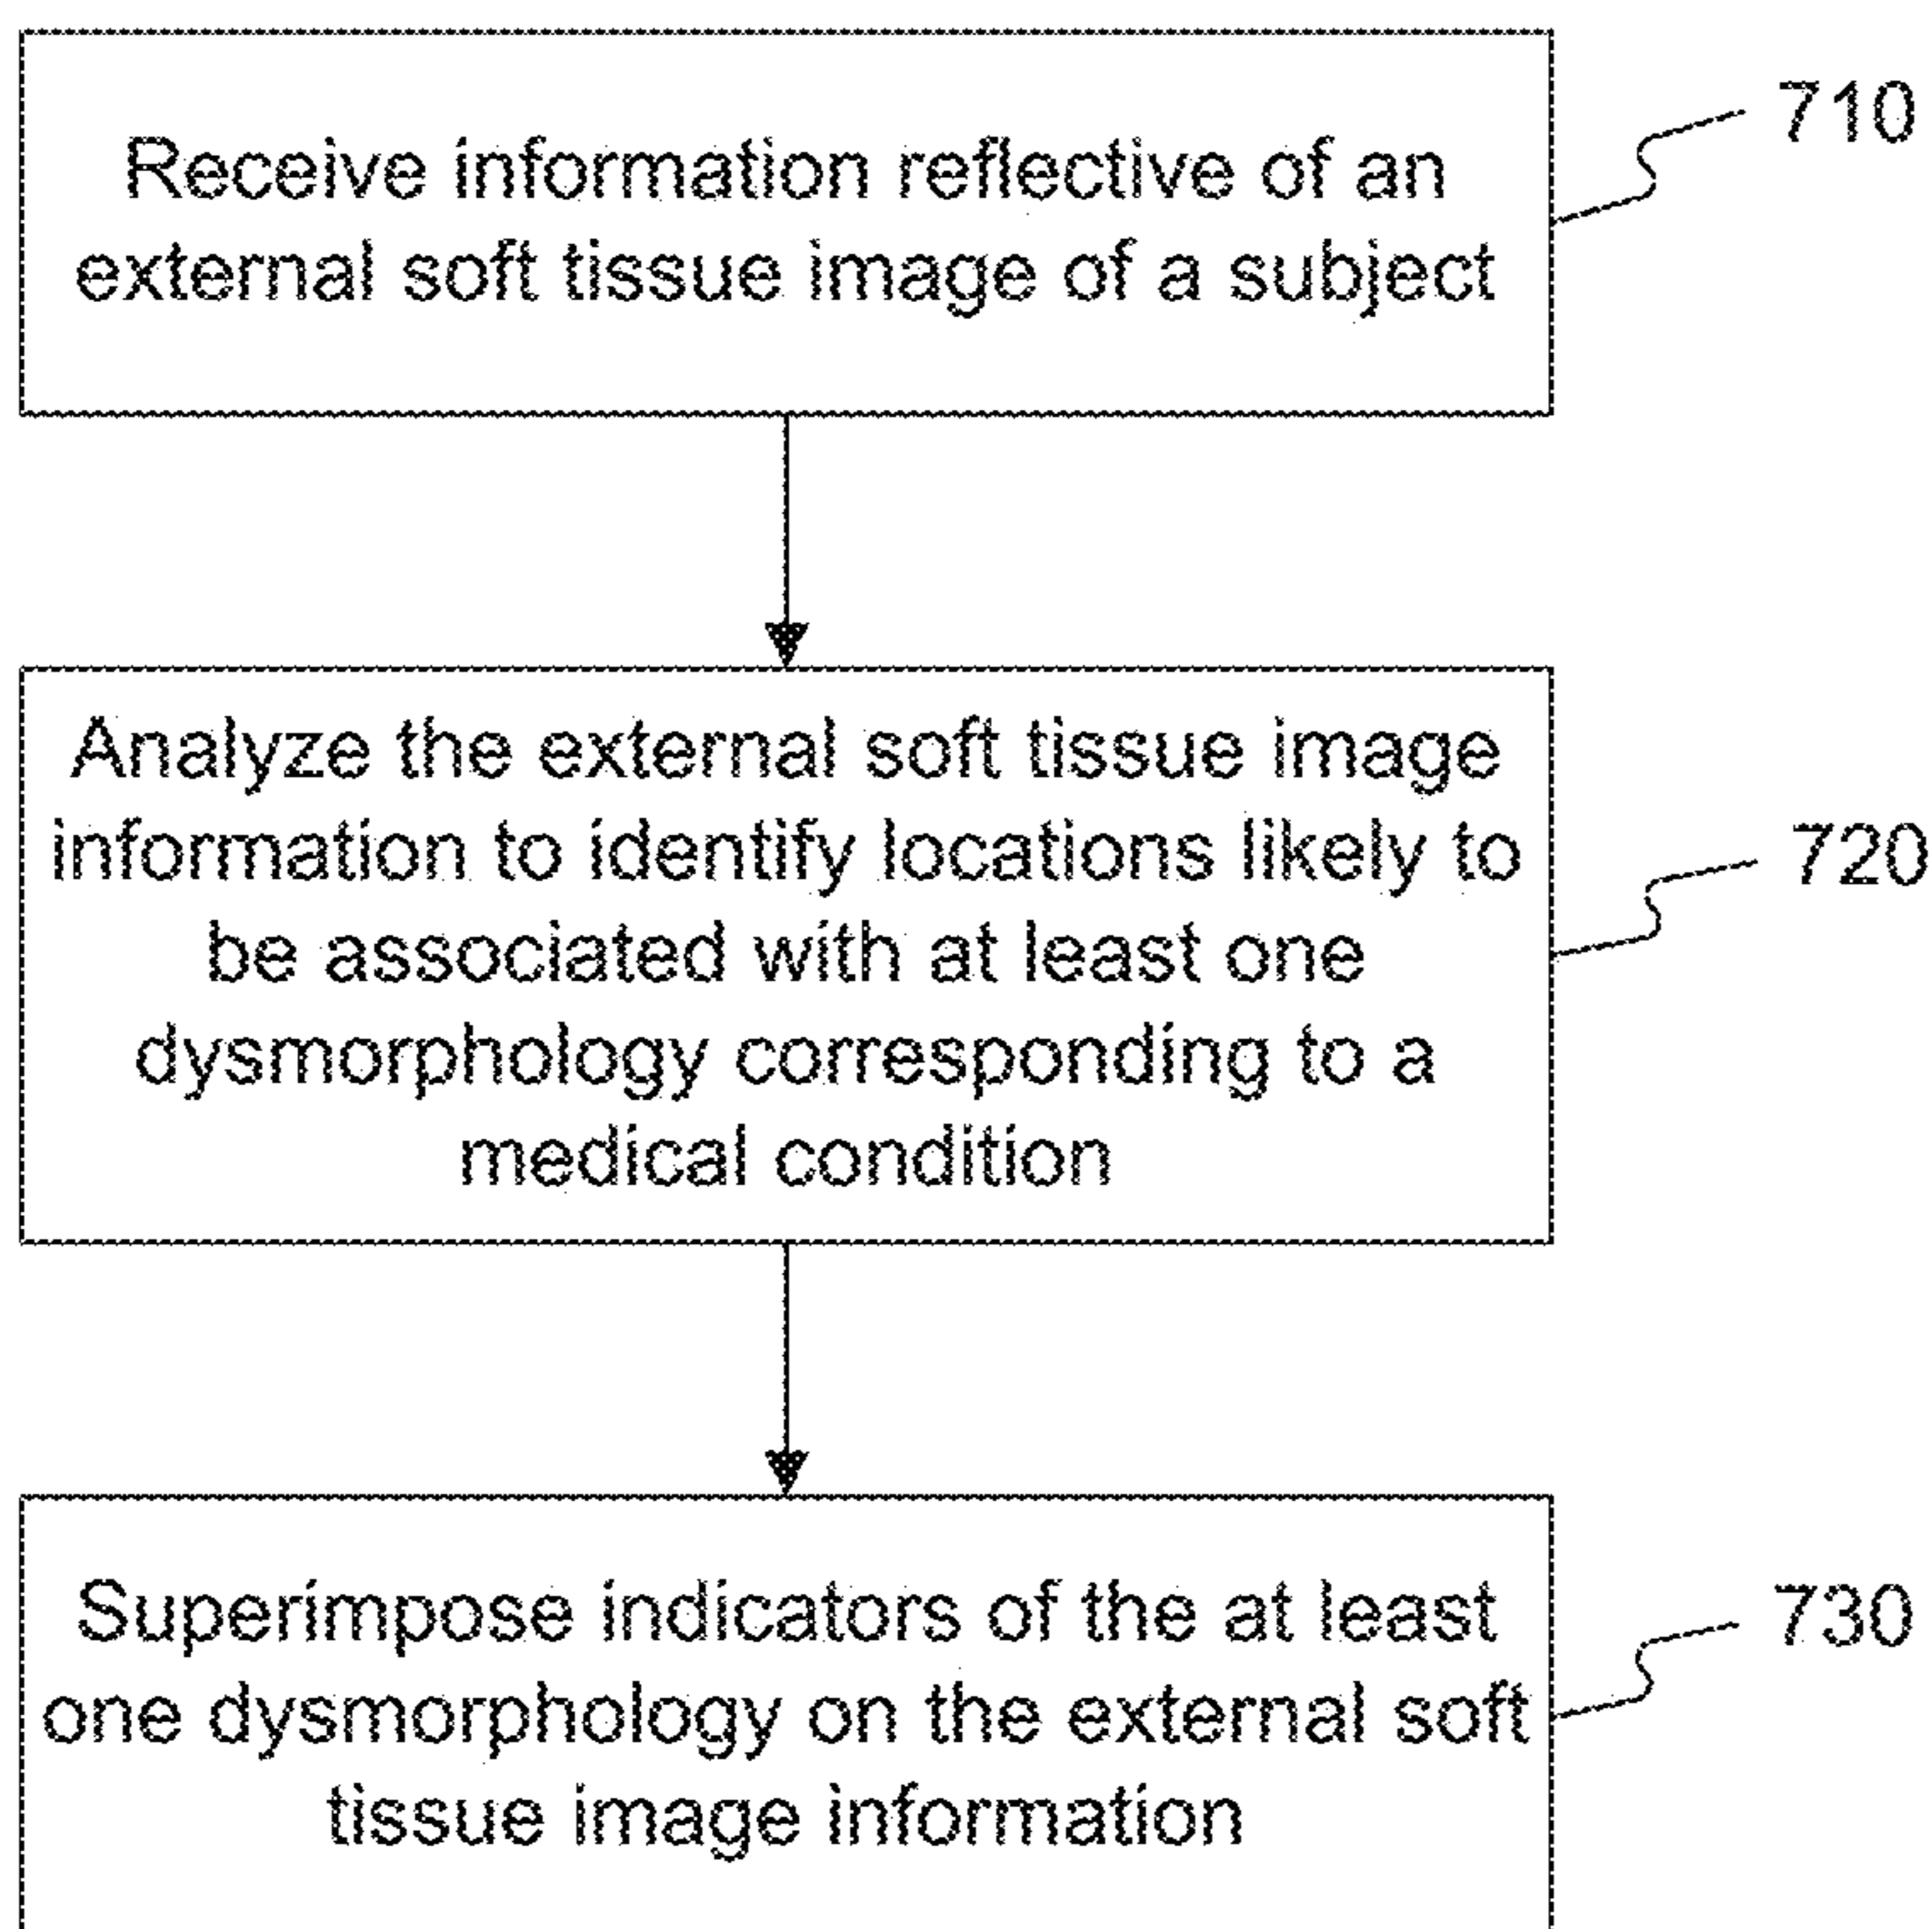 Receive information reflective of an
external soft tissue image of a subject
710
Analyze the external soft tissue image
information to identify locations likely to
be associated with at least one
dysmorphology corresponding to a
medical condition
720
Superimpose indicators of the at least
one dysmorphology on the external soft
tissue image information
730